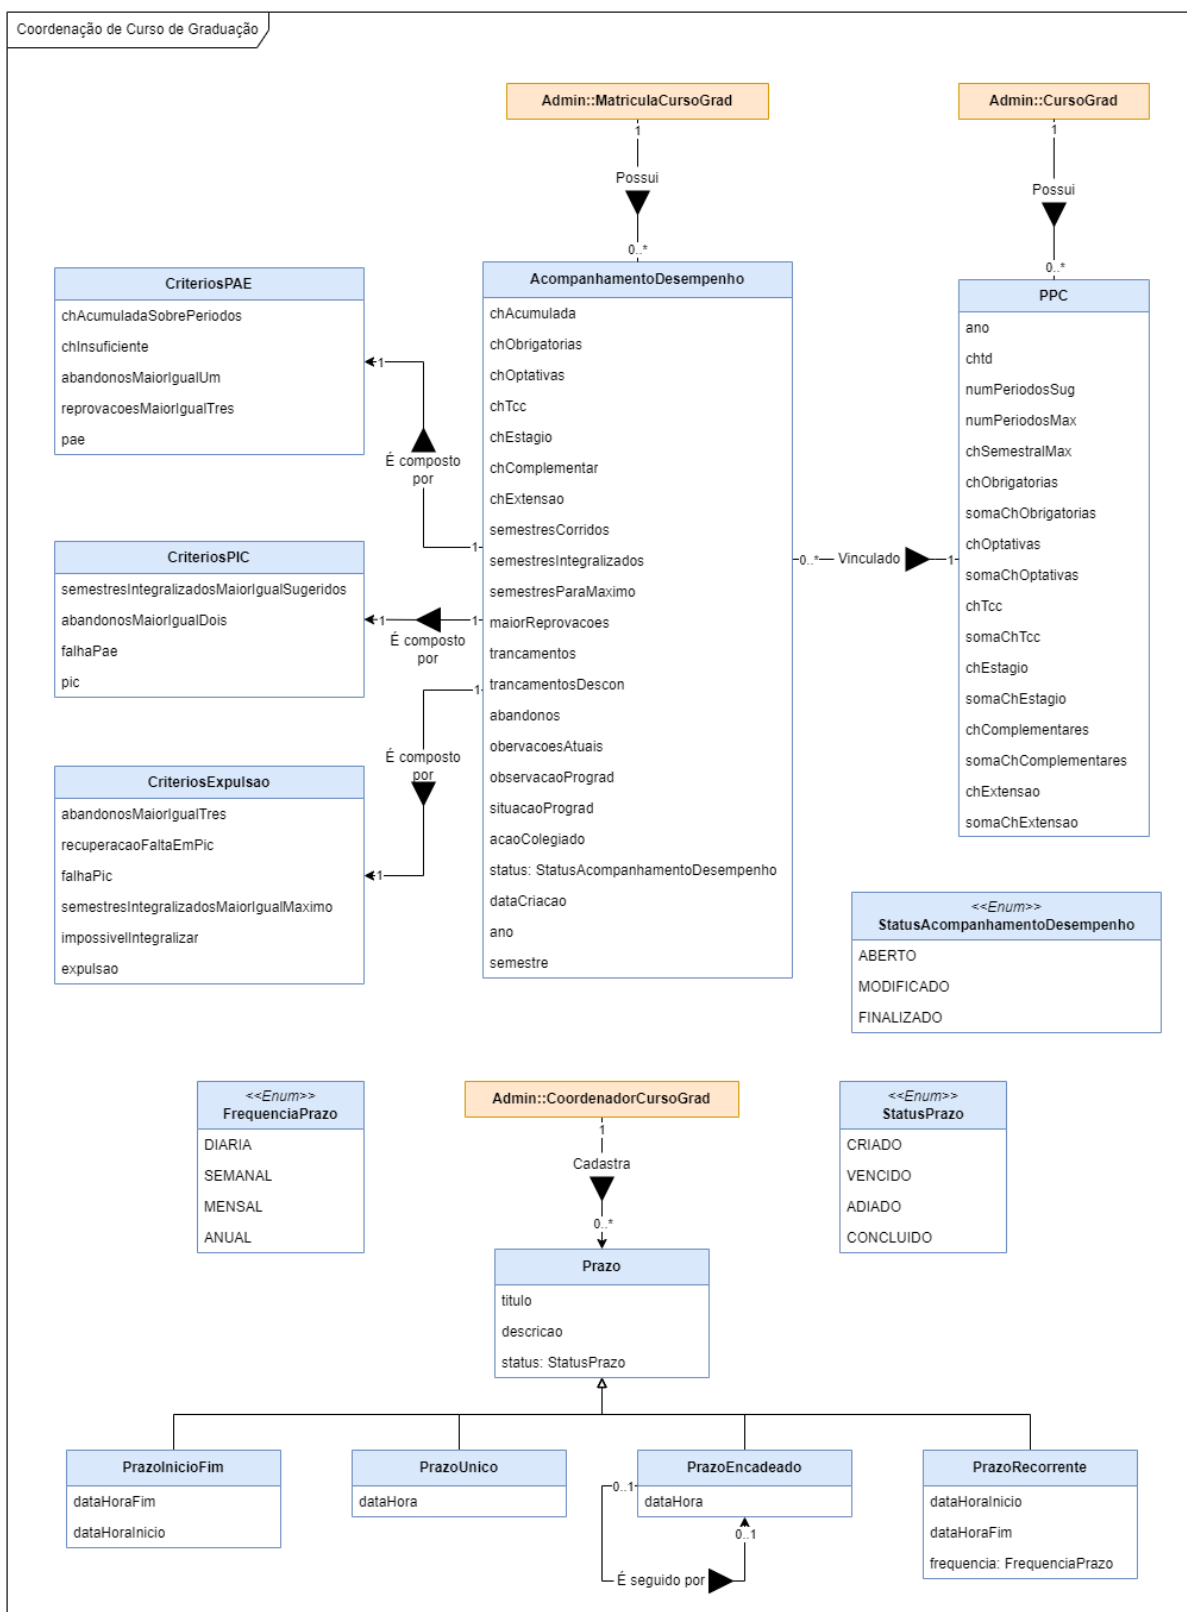 Coordenação de Curso de Graduação
Admin::MatriculaCursoGrad
1
Possui
0..*
Admin::CursoGrad
1
Possui
0..*
CriteriosPAE
chAcumuladaSobrePeriodos
chInsuficiente
abandonosMaiorIgualUm
reprovacoesMaiorIgualTres
pae
1
É composto
por
1
CriteriosPIC
semestresIntegralizadosMaiorIgualSugeridos
abandonosMaiorIgualDois
falhaPae
pic
1
É composto
por
1
CriteriosExpulsao
abandonosMaiorIgualTres
recuperacaoFaltaEmPic
falhaPic
semestresIntegralizadosMaiorIgualMaximo
impossivelIntegralizar
expulsao
1
É composto
por
1
AcompanhamentoDesempenho
chAcumulada
chObrigatorias
chOptativas
chTcc
chEstagio
chComplementar
chExtensao
semestresCorridos
semestresIntegralizados
semestresParaMaximo
maiorReprovacoes
trancamentos
trancamentosDescon
abandonos
obervacoesAtuais
observacaoPrograd
situacaoPrograd
acaoColegiado
status: StatusAcompanhamentoDesempenho
dataCriacao
ano
semestre
0..*
Vinculado
1
PPC
ano
chtd
numPeriodosSug
numPeriodosMax
chSemestralMax
chObrigatorias
somaChObrigatorias
chOptativas
somaChOptativas
chTcc
somaChTcc
chEstagio
somaChEstagio
chComplementares
somaChComplementares
chExtensao
somaChExtensao
<<Enum>>
StatusAcompanhamentoDesempenho
ABERTO
MODIFICADO
FINALIZADO
<<Enum>>
FrequenciaPrazo
DIARIA
SEMANAL
MENSAL
ANUAL
Admin::CoordenadorCursoGrad
1
Cadastra
0..*
<<Enum>>
StatusPrazo
CRIADO
VENCIDO
ADIADO
CONCLUIDO
Prazo
titulo
descricao
status: StatusPrazo
PrazoInicioFim
dataHoraFim
dataHoraInicio
PrazoUnico
dataHora
PrazoEncadeado
dataHora
0..1
0..1
É seguido por
PrazoRecorrente
dataHoraInicio
dataHoraFim
frequencia: FrequenciaPrazo